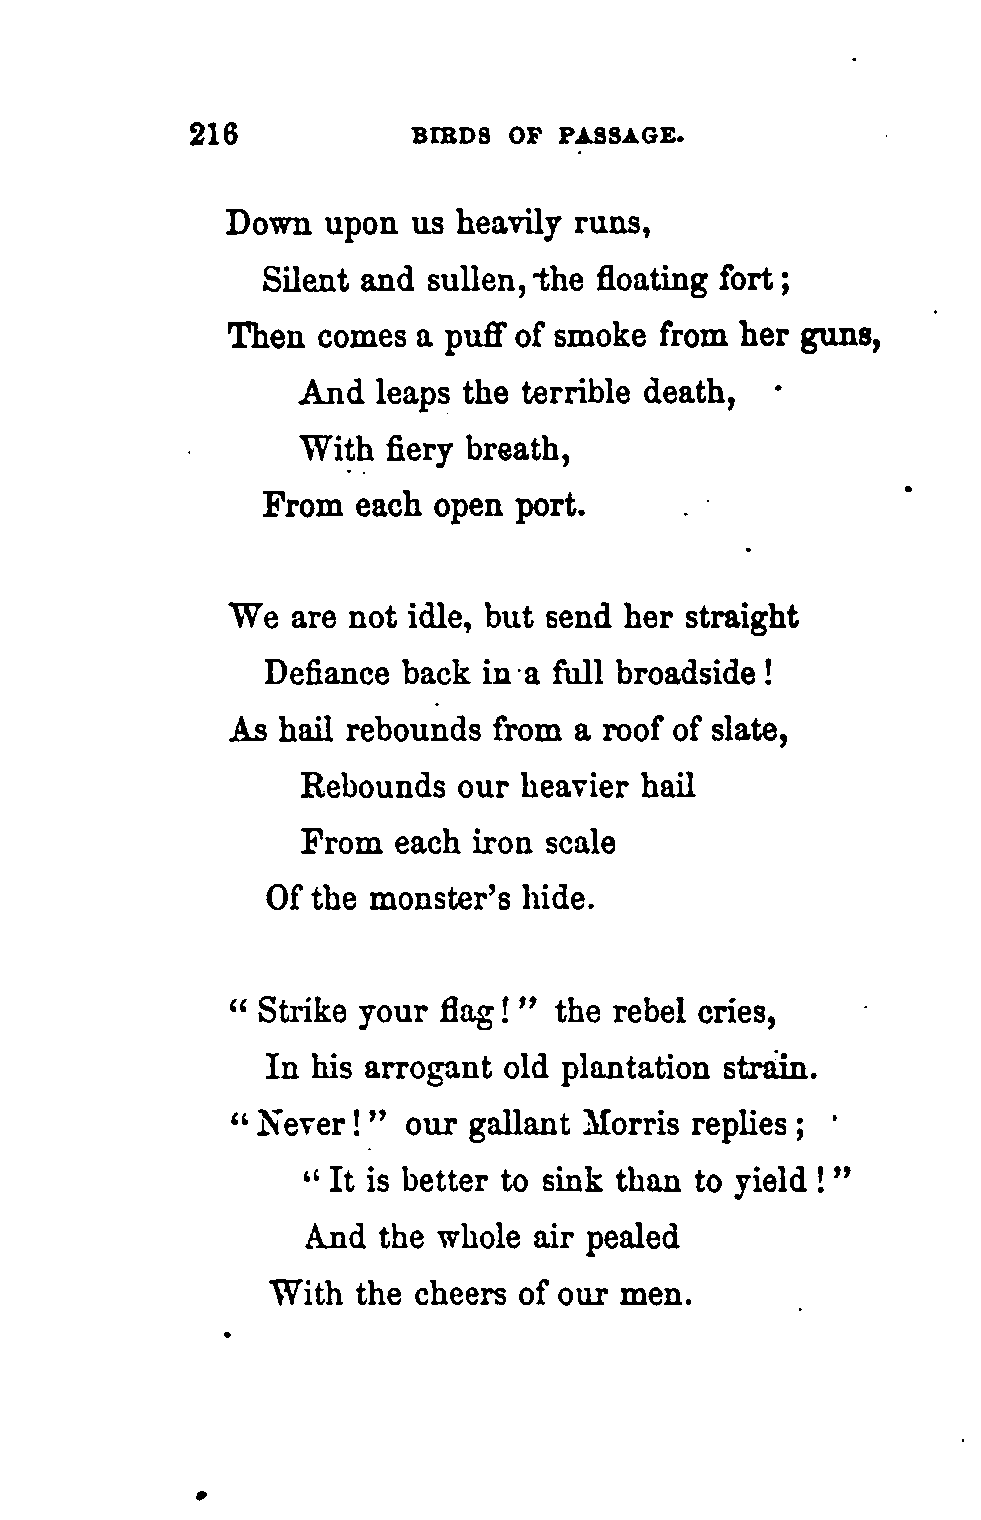 216 BIRDS OF PASSAGE.
Down upon us heavily runs,
Silent and sullen, the floating fort;
Then comes a puff of smoke from her guns,
And leaps the terrible death,
With fiery breath,
From each open port.
We are not idle, but send her straight
Defiance back in a full broadside!
As hail rebounds from a roof of slate,
Rebounds our heavier hail
From each iron scale
Of the monster's hide.
"Strike your flag!" the rebel cries,
In his arrogant old plantation strain.
"Never!" our gallant Morris replies;
"It is better to sink than to yield!"
And the whole air pealed
With the cheers of our men.